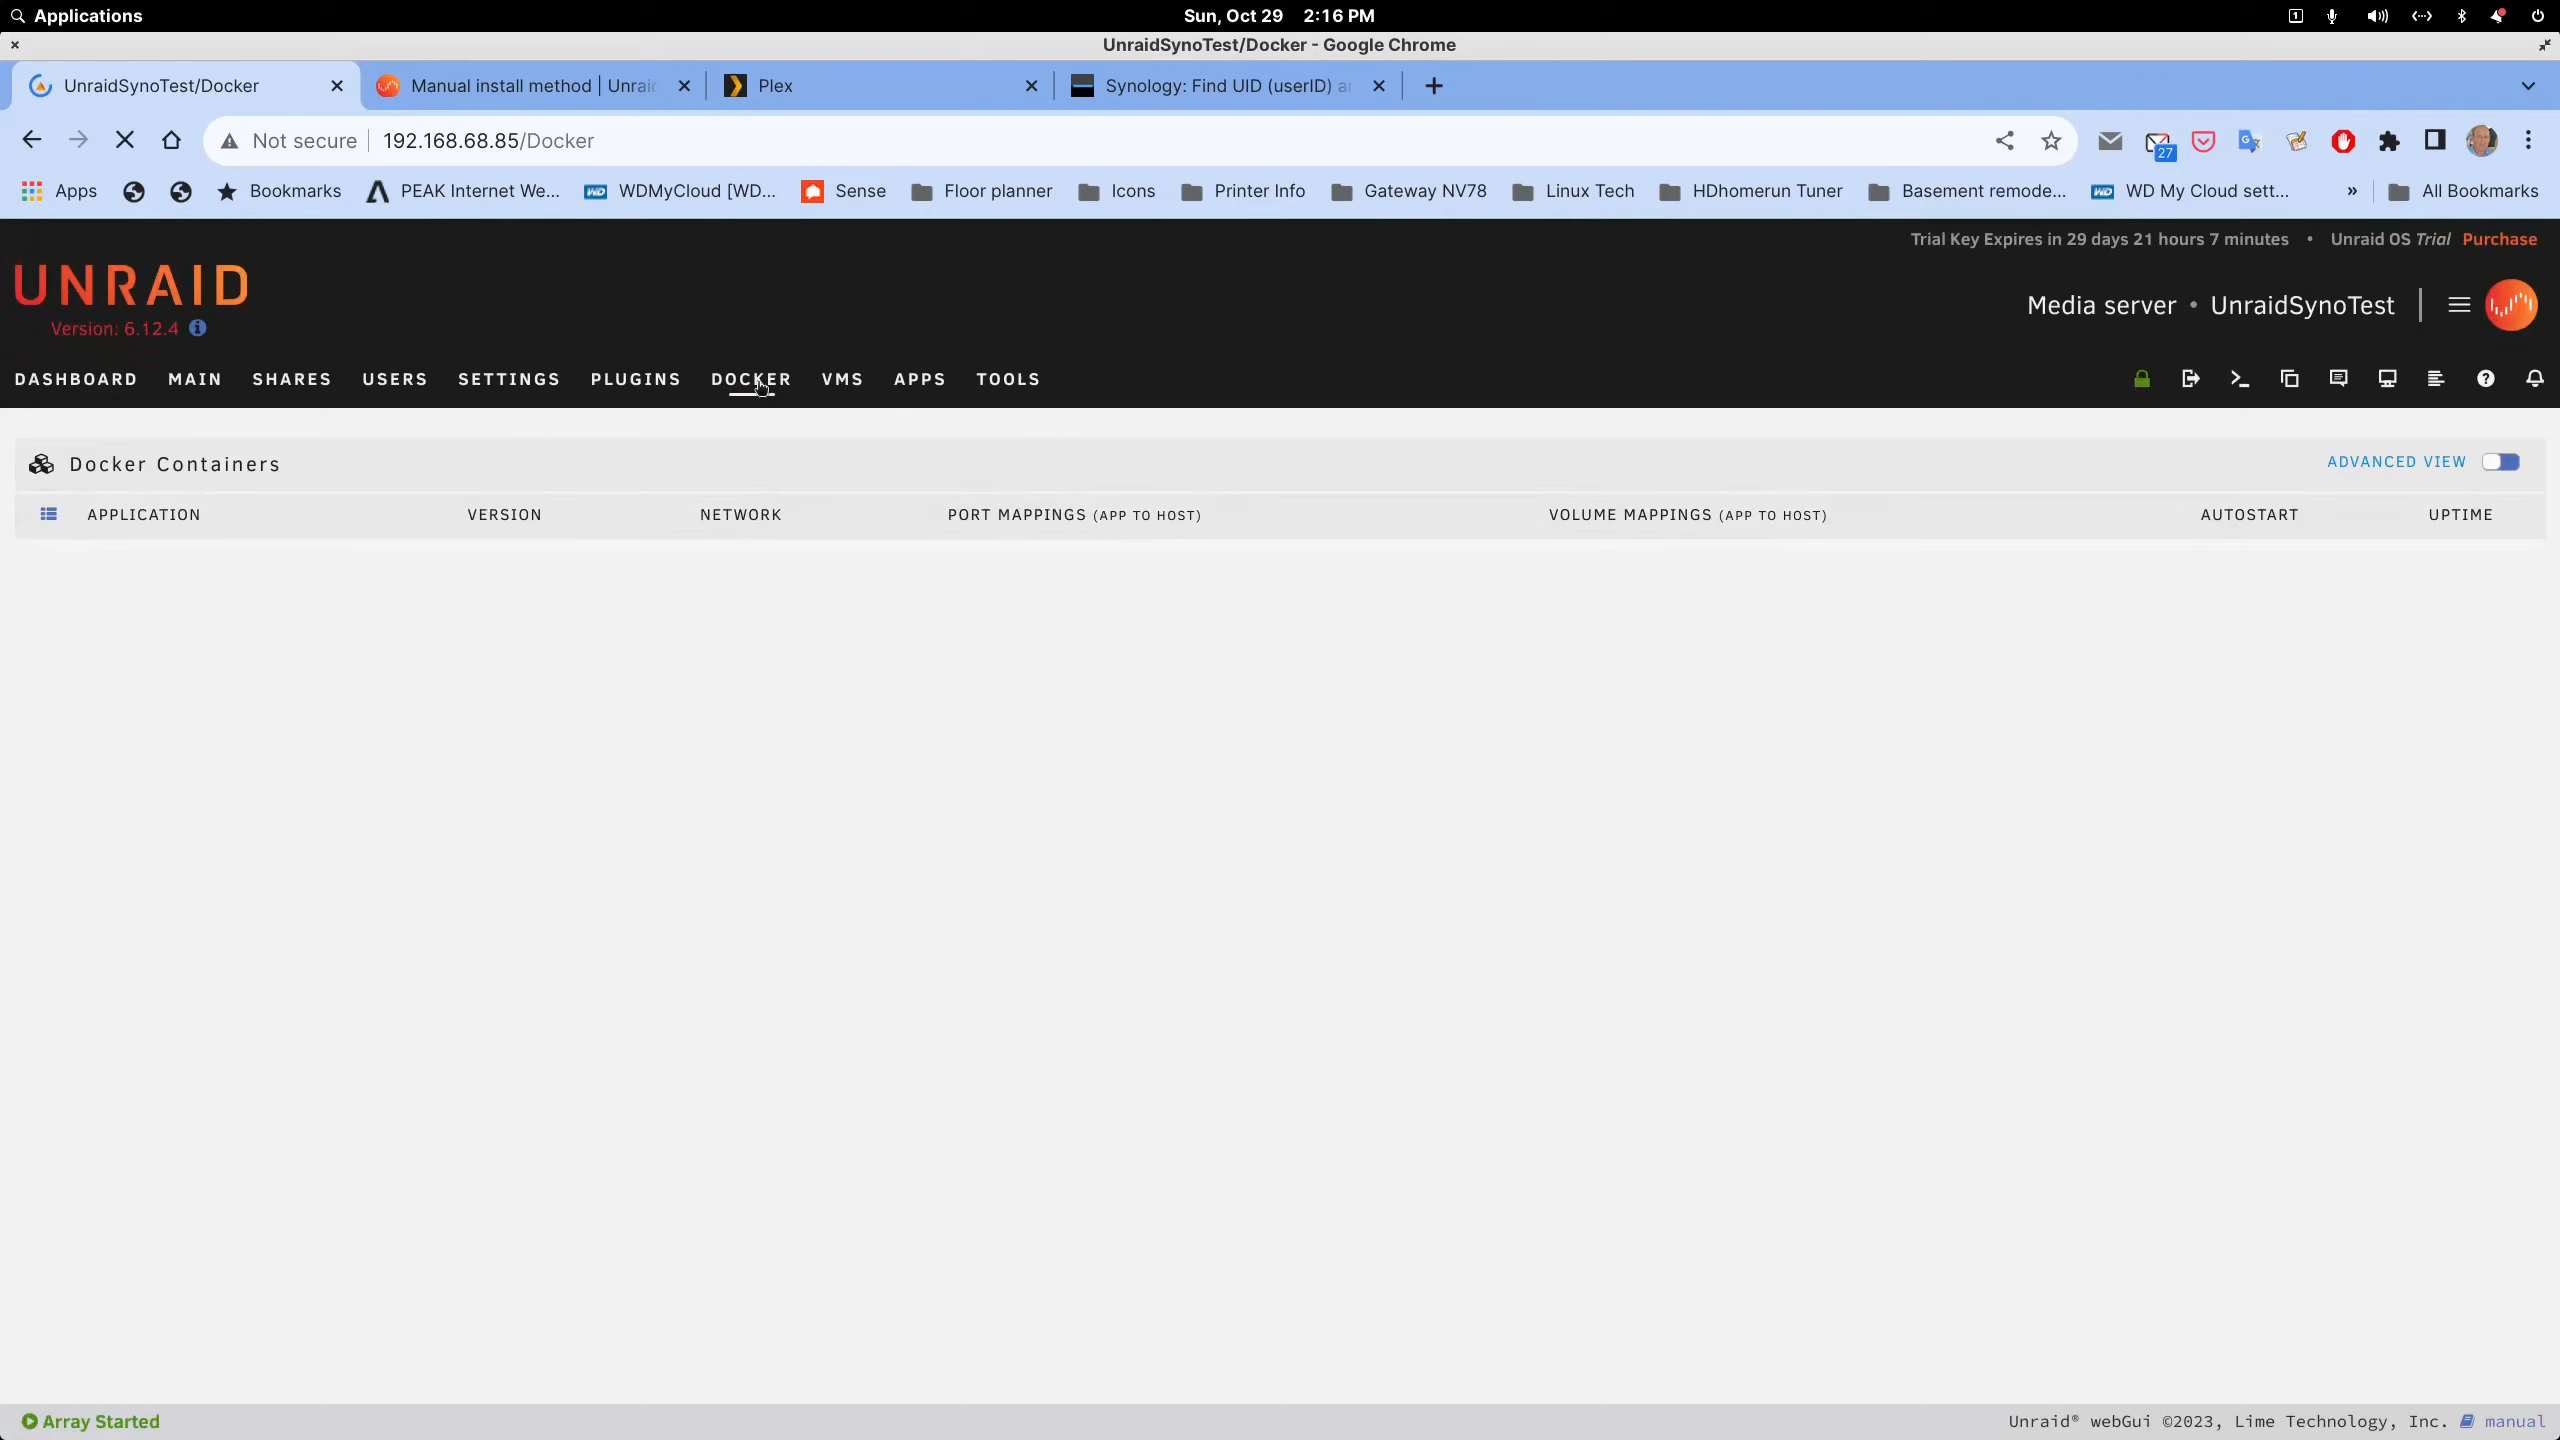 Applications
Sun, Oct 29 2:16 PM
1
UnraidSynoTest/Docker - Google Chrome
UnraidSynoTest/Docker
Manual install method | Unraid
Plex
Synology: Find UID (userID) a
Not secure
192.168.68.85/Docker
27
Apps
Bookmarks
PEAK Internet We...
WDMyCloud [WD...
Sense
Floor planner
Icons
Printer Info
Gateway NV78
Linux Tech
HDhomerun Tuner
Basement remode...
WD My Cloud sett...
»
All Bookmarks
Trial Key Expires in 29 days 21 hours 7 minutes • Unraid OS Trial Purchase
UNRAID
Version: 6.12.4
Media server • UnraidSynoTest
DASHBOARD MAIN SHARES USERS SETTINGS PLUGINS DOCKER VMS APPS TOOLS
Docker Containers
ADVANCED VIEW
APPLICATION VERSION NETWORK PORT MAPPINGS (APP TO HOST) VOLUME MAPPINGS (APP TO HOST) AUTOSTART UPTIME
Array Started
Unraid® webGui ©2023, Lime Technology, Inc. manual